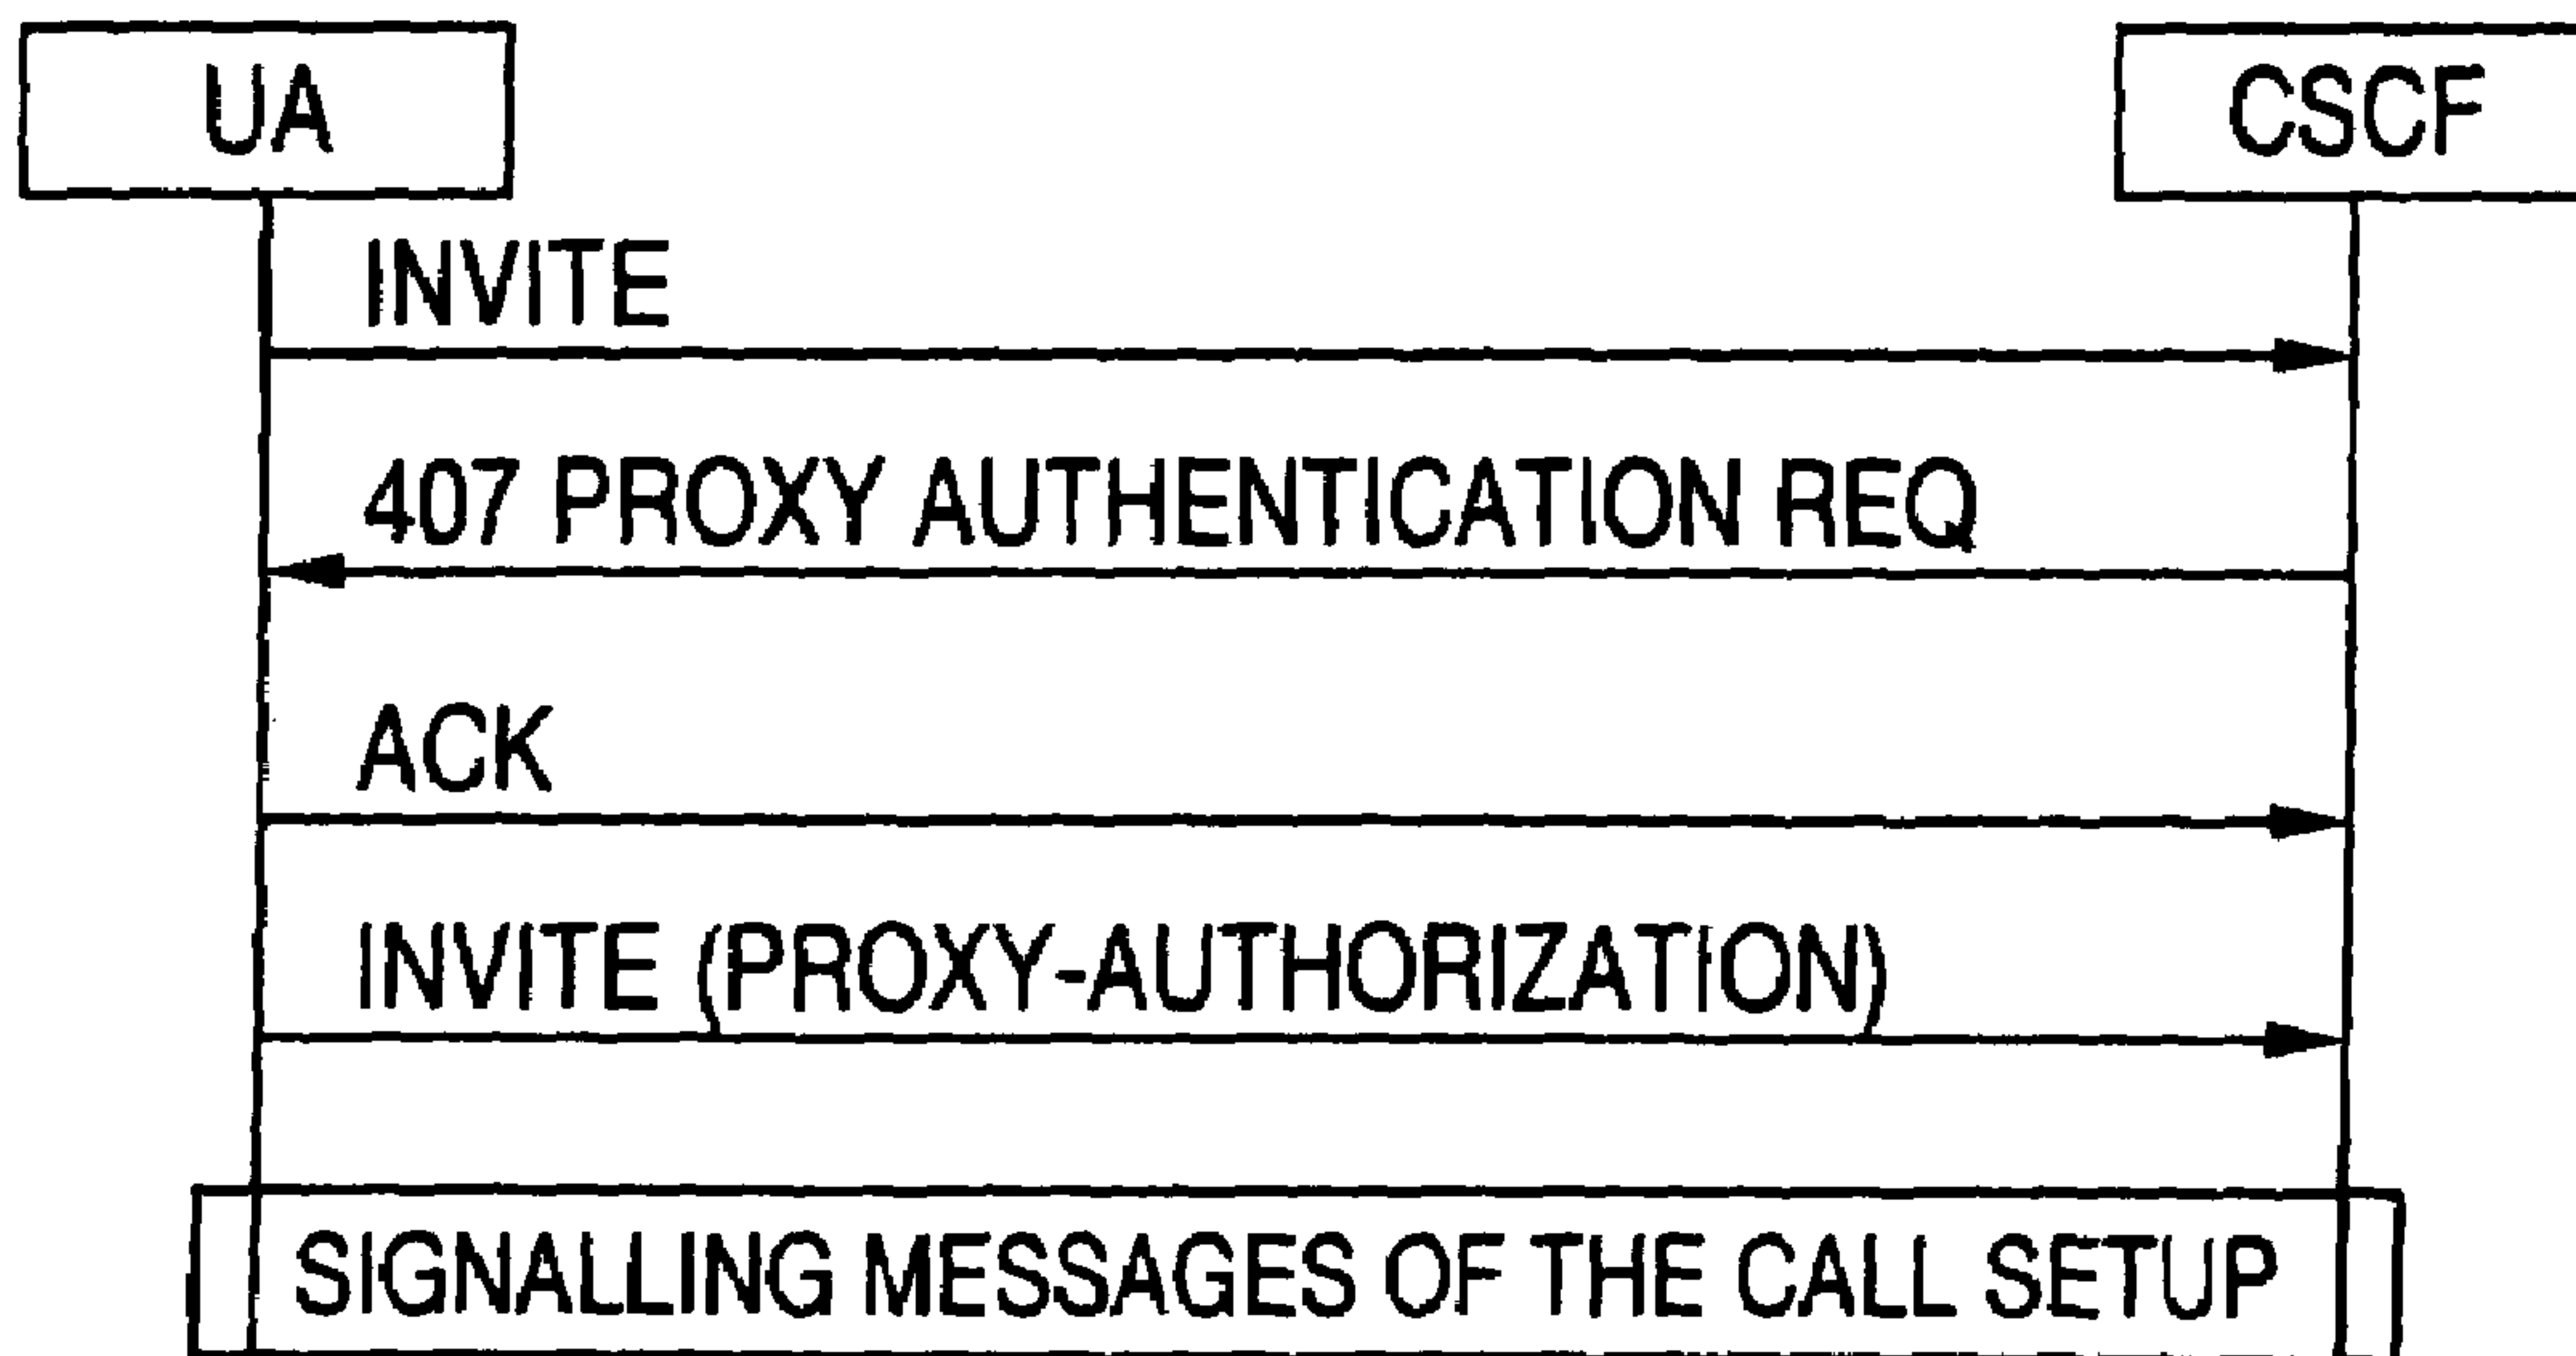 UA
CSCF
INVITE
407 PROXY AUTHENTICATION REQ
ACK
INVITE (PROXY-AUTHORIZATION)
SIGNALLING MESSAGES OF THE CALL SETUP